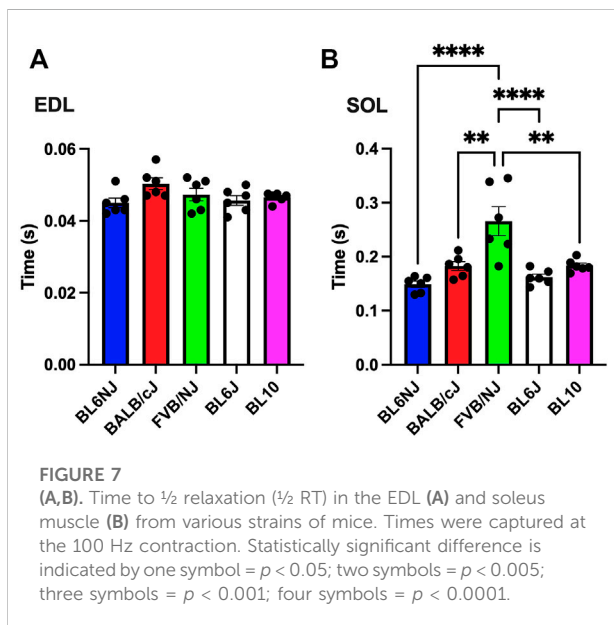 A
EDL
Time (s)
0.06
0.04
0.02
0.00
BL6NJ
BALB/cJ
FVB/NJ
BL6J
BL10
B
SOL
****
****
**
**
Time (s)
0.4
0.3
0.2
0.1
0.0
BL6NJ
BALB/cJ
FVB/NJ
BL6J
BL10
FIGURE 7
(A,B). Time to ½ relaxation (½ RT) in the EDL (A) and soleus
muscle (B) from various strains of mice. Times were captured at
the 100 Hz contraction. Statistically significant difference is
indicated by one symbol = p < 0.05; two symbols = p < 0.005;
three symbols = p < 0.001; four symbols = p < 0.0001.